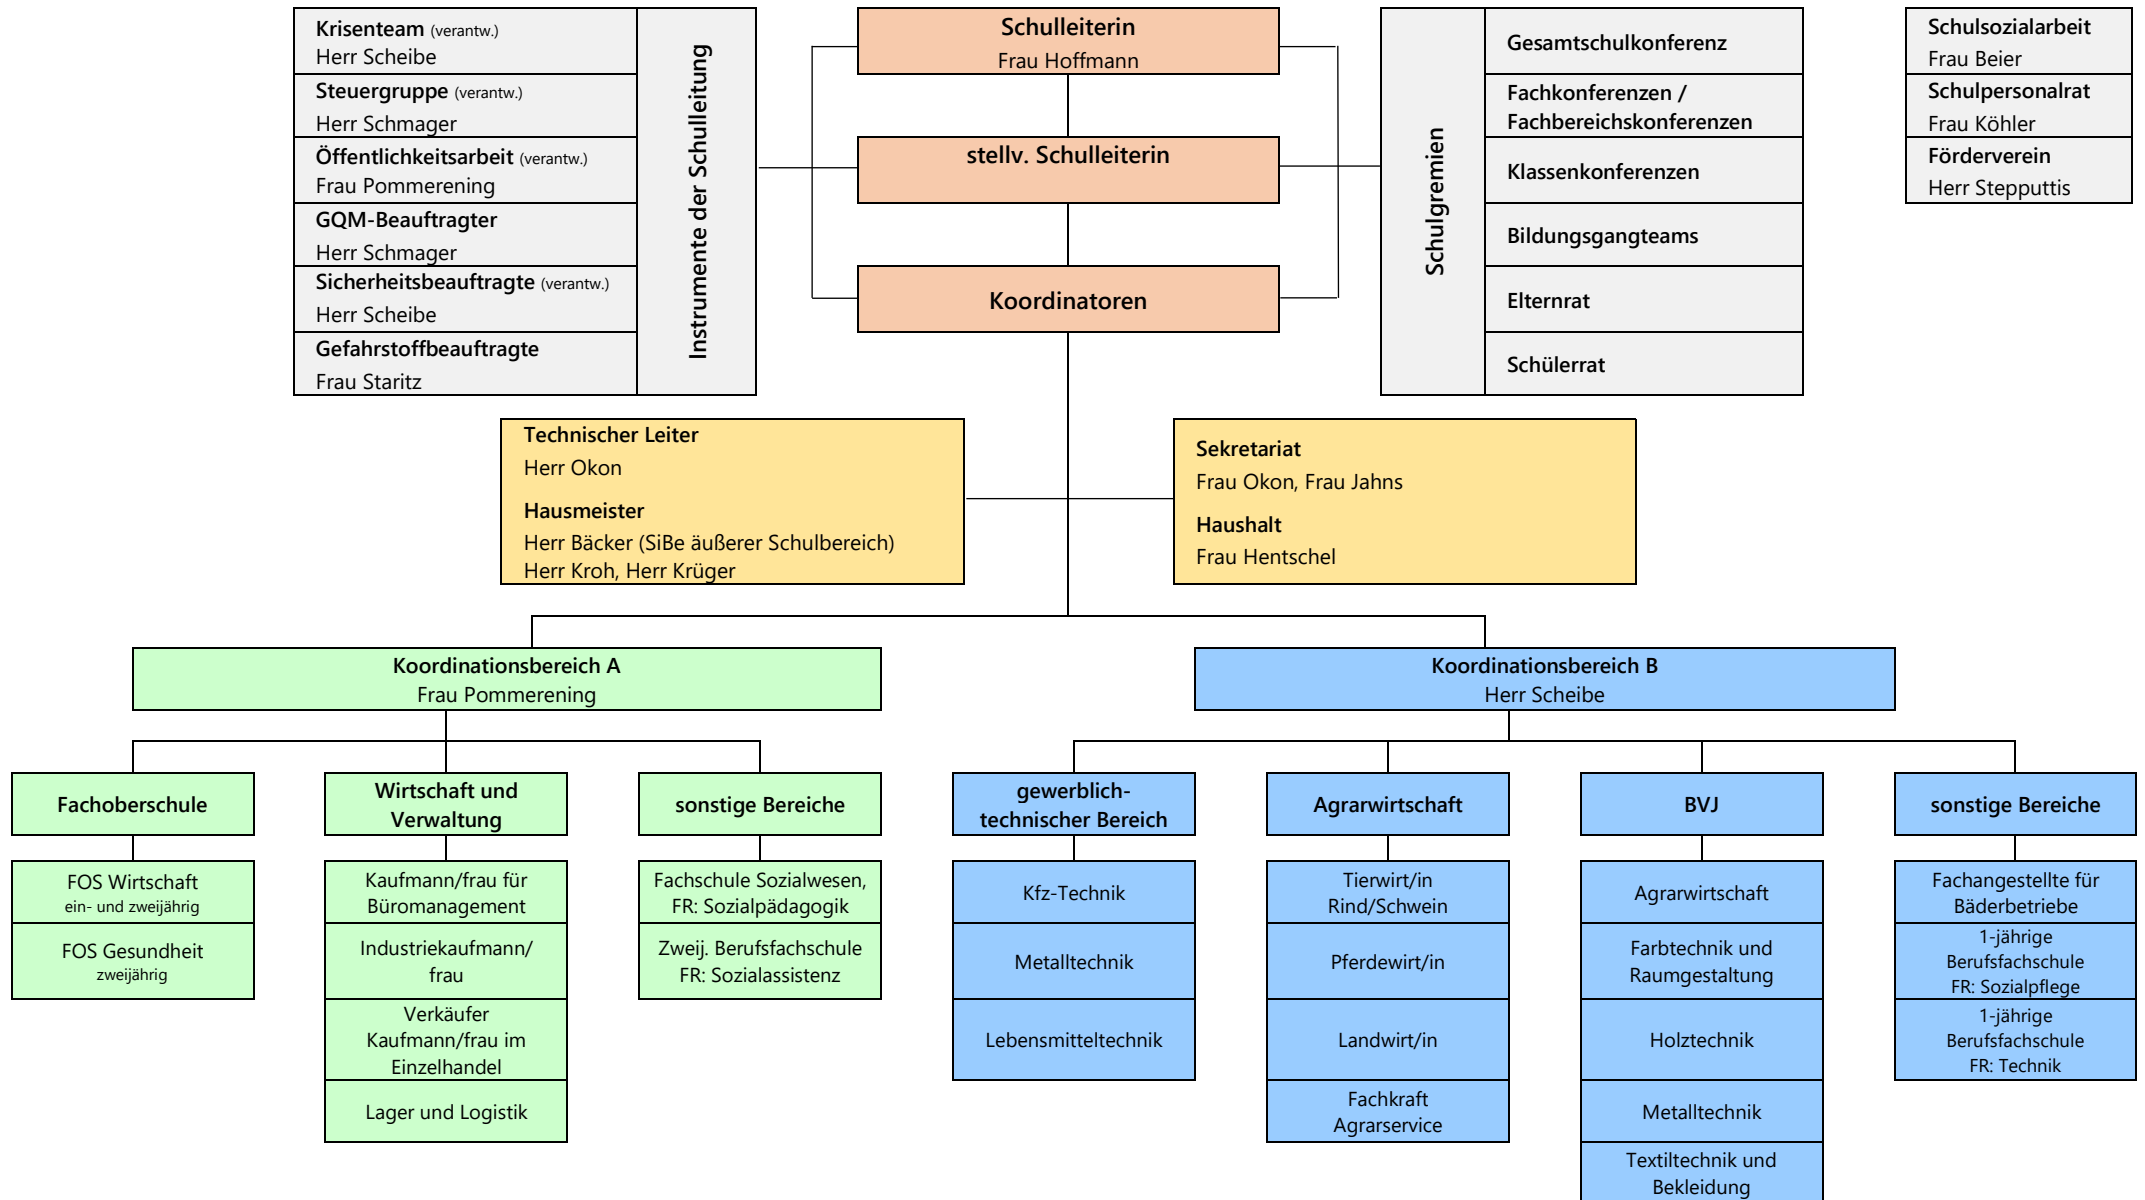 Krisenteam (verantw.)
Herr Scheibe
Steuergruppe (verantw.)
Herr Schmager
Öffentlichkeitsarbeit (verantw.)
Frau Pommerening
GQM-Beauftragter
Herr Schmager
Sicherheitsbeauftragte (verantw.)
Herr Scheibe
Gefahrstoffbeauftragte
Frau Staritz
Instrumente der Schulleitung
Schulleiterin
Frau Hoffmann
stellv. Schulleiterin
Koordinatoren
Schulgremien
Gesamtschulkonferenz
Fachkonferenzen /
Fachbereichskonferenzen
Klassenkonferenzen
Bildungsgangteams
Elternrat
Schülerrat
Schulsozialarbeit
Frau Beier
Schulpersonalrat
Frau Köhler
Förderverein
Herr Stepputtis
Technischer Leiter
Herr Okon
Hausmeister
Herr Bäcker (SiBe äußerer Schulbereich)
Herr Kroh, Herr Krüger
Sekretariat
Frau Okon, Frau Jahns
Haushalt
Frau Hentschel
Koordinationsbereich A
Frau Pommerening
Koordinationsbereich B
Herr Scheibe
Fachoberschule
FOS Wirtschaft
ein- und zweijährig
FOS Gesundheit
zweijährig
Wirtschaft und
Verwaltung
Kaufmann/frau für
Büromanagement
Industriekaufmann/
frau
Verkäufer
Kaufmann/frau im
Einzelhandel
Lager und Logistik
sonstige Bereiche
Fachschule Sozialwesen,
FR: Sozialpädagogik
Zweij. Berufsfachschule
FR: Sozialassistenz
gewerblich-
technischer Bereich
Kfz-Technik
Metalltechnik
Lebensmitteltechnik
Agrarwirtschaft
Tierwirt/in
Rind/Schwein
Pferdewirt/in
Landwirt/in
Fachkraft
Agrarservice
BVJ
Agrarwirtschaft
Farbtechnik und
Raumgestaltung
Holztechnik
Metalltechnik
Textiltechnik und
Bekleidung
sonstige Bereiche
Fachangestellte für
Bäderbetriebe
1-jährige
Berufsfachschule
FR: Sozialpflege
1-jährige
Berufsfachschule
FR: Technik